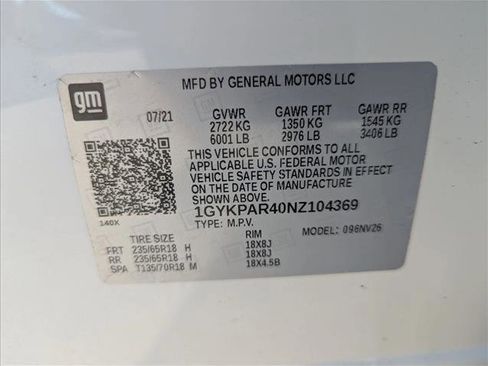 gm
MFD BY GENERAL MOTORS LLC
07/21 GVWR GAWR FRT GAWR RR
2722 KG 1350 KG 1545 KG
6001 LB 2976 LB 3406 LB
THIS VEHICLE CONFORMS TO ALL
APPLICABLE U.S. FEDERAL MOTOR
VEHICLE SAFETY STANDARDS IN EFFECT
ON THE DATE OF MANUFACTURE SHOWN ABOVE.
1GYKPAR40NZ104369
TYPE: M.P.V. MODEL: 096NV26
140X
TIRE SIZE RIM
FRT 235/65R18 H 18X8J
RR 235/65R18 H 18X8J
SPA T135/70R18 M 18X4.5B